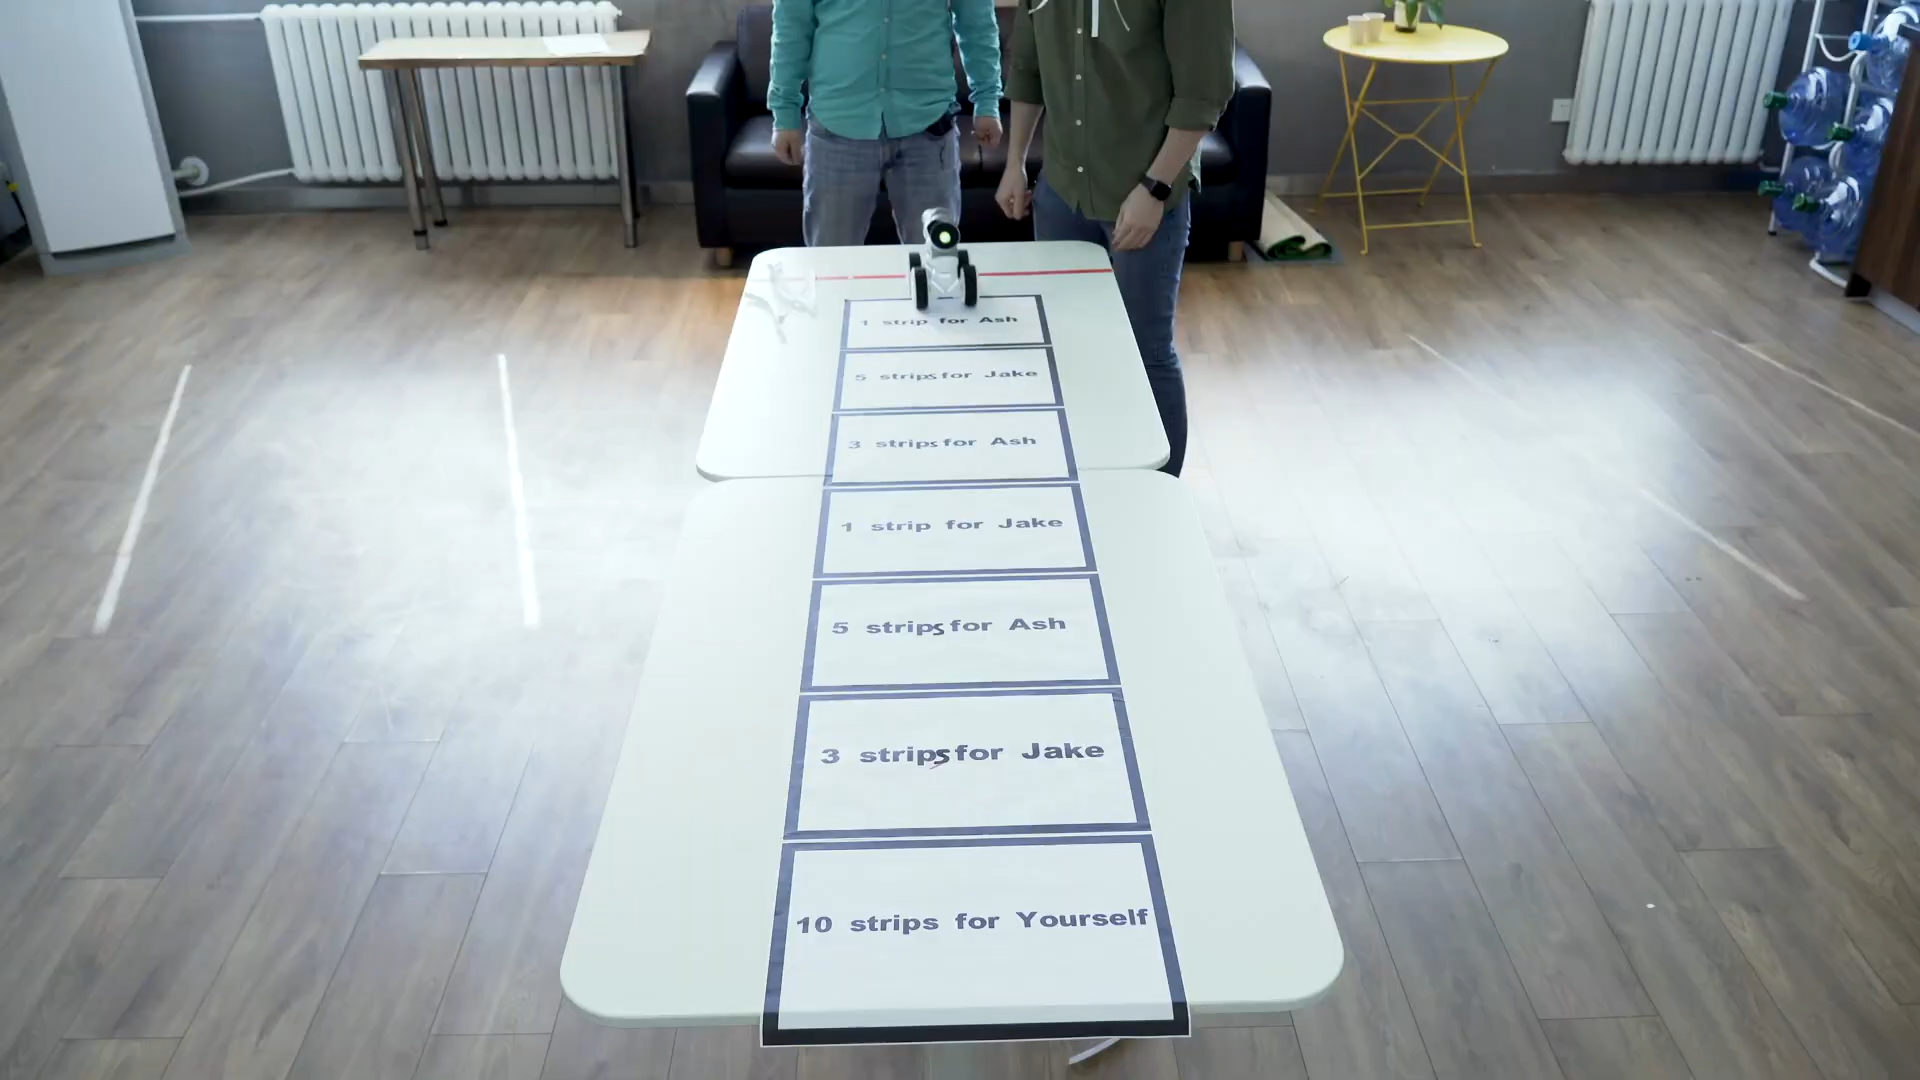 1 strip for Ash
5 strips for Jake
3 strips for Ash
1 strip for Jake
5 strips for Ash
3 strips for Jake
10 strips for Yourself